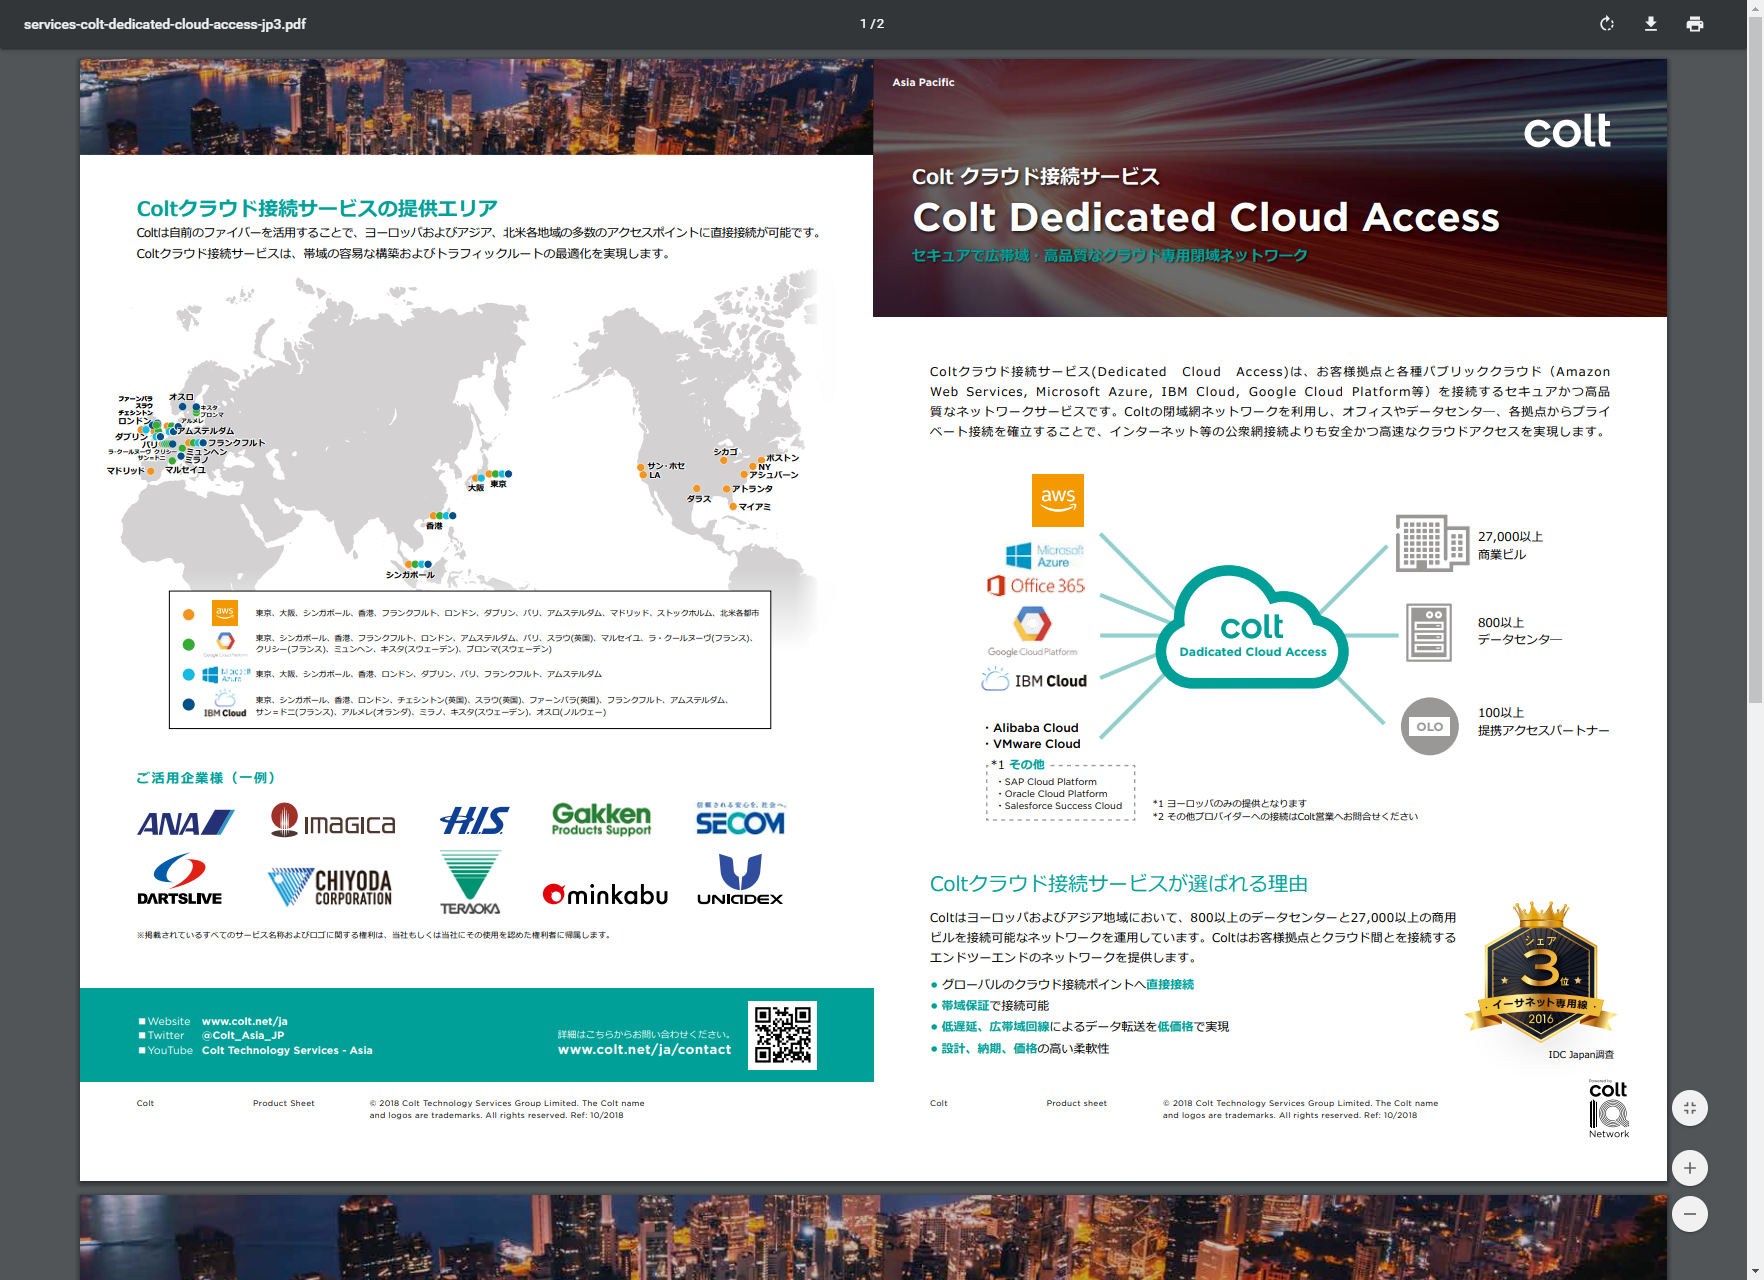 services-colt-dedicated-cloud-access-jp3.pdf
1 / 2
Coltクラウド接続サービスの提供エリア
Coltは自前のファイバーを活用することで、ヨーロッパおよびアジア、北米各地域の多数のアクセスポイントに直接接続が可能です。
Coltクラウド接続サービスは、帯域の容易な構築およびトラフィックルートの最適化を実現します。
ファーンバラ
スラウ
チェシントン
ロンドン
ダブリン
パリ
ラ・クールヌーヴ クリシー
サン=ドニ
マドリッド
オスロ
キスタ
ブロンマ
アルメレ
アムステルダム
フランクフルト
ミュンヘン
ミラノ
マルセイユ
大阪
東京
香港
シンガポール
サン・ホセ
LA
シカゴ
ボストン
NY
アシュバーン
ダラス
アトランタ
マイアミ
aws
東京、大阪、シンガポール、香港、フランクフルト、ロンドン、ダブリン、パリ、アムステルダム、マドリッド、ストックホルム、北米各都市
Google Cloud Platform
東京、シンガポール、香港、フランクフルト、ロンドン、アムステルダム、パリ、スラウ(英国)、マルセイユ、ラ・クールヌーヴ(フランス)、
クリシー(フランス)、ミュンヘン、キスタ(スウェーデン)、ブロンマ(スウェーデン)
Microsoft
Azure
東京、大阪、シンガポール、香港、ロンドン、ダブリン、パリ、フランクフルト、アムステルダム
IBM Cloud
東京、シンガポール、香港、ロンドン、チェシントン(英国)、スラウ(英国)、ファーンバラ(英国)、フランクフルト、アムステルダム、
サン=ドニ(フランス)、アルメレ(オランダ)、ミラノ、キスタ(スウェーデン)、オスロ(ノルウェー)
ご活用企業様（一例）
ANA
IMAGICA
H.I.S.
Gakken
Products Support
信頼される安心を、社会へ。
SECOM
DARTSLIVE
CHIYODA
CORPORATION
TERAOKA
minkabu
UNIADEX
※掲載されているすべてのサービス名称およびロゴに関する権利は、当社もしくは当社にその使用を認めた権利者に帰属します。
■Website www.colt.net/ja
■Twitter @Colt_Asia_JP
■YouTube Colt Technology Services - Asia
詳細はこちらからお問い合わせください。
www.colt.net/ja/contact
Colt
Product Sheet
© 2018 Colt Technology Services Group Limited. The Colt name
and logos are trademarks. All rights reserved. Ref: 10/2018
Asia Pacific
colt
Colt クラウド接続サービス
Colt Dedicated Cloud Access
セキュアで広帯域・高品質なクラウド専用閉域ネットワーク
Coltクラウド接続サービス(Dedicated Cloud Access)は、お客様拠点と各種パブリッククラウド（Amazon
Web Services, Microsoft Azure, IBM Cloud, Google Cloud Platform等）を接続するセキュアかつ高品
質なネットワークサービスです。Coltの閉域網ネットワークを利用し、オフィスやデータセンター、各拠点からプライ
ベート接続を確立することで、インターネット等の公衆網接続よりも安全かつ高速なクラウドアクセスを実現します。
aws
Microsoft
Azure
Office 365
Google Cloud Platform
IBM Cloud
・Alibaba Cloud
・VMware Cloud
*1 その他
・SAP Cloud Platform
・Oracle Cloud Platform
・Salesforce Success Cloud
colt
Dadicated Cloud Access
27,000以上
商業ビル
800以上
データセンター
OLO
100以上
提携アクセスパートナー
*1 ヨーロッパのみの提供となります
*2 その他プロバイダーへの接続はColt営業へお問合せください
Coltクラウド接続サービスが選ばれる理由
Coltはヨーロッパおよびアジア地域において、800以上のデータセンターと27,000以上の商用
ビルを接続可能なネットワークを運用しています。Coltはお客様拠点とクラウド間とを接続する
エンドツーエンドのネットワークを提供します。
● グローバルのクラウド接続ポイントへ直接接続
● 帯域保証で接続可能
● 低遅延、広帯域回線によるデータ転送を低価格で実現
● 設計、納期、価格の高い柔軟性
シェア
3位
イーサネット専用線
2016
IDC Japan調査
Powered by
colt
IQ
Network
Colt
Product sheet
© 2018 Colt Technology Services Group Limited. The Colt name
and logos are trademarks. All rights reserved. Ref: 10/2018